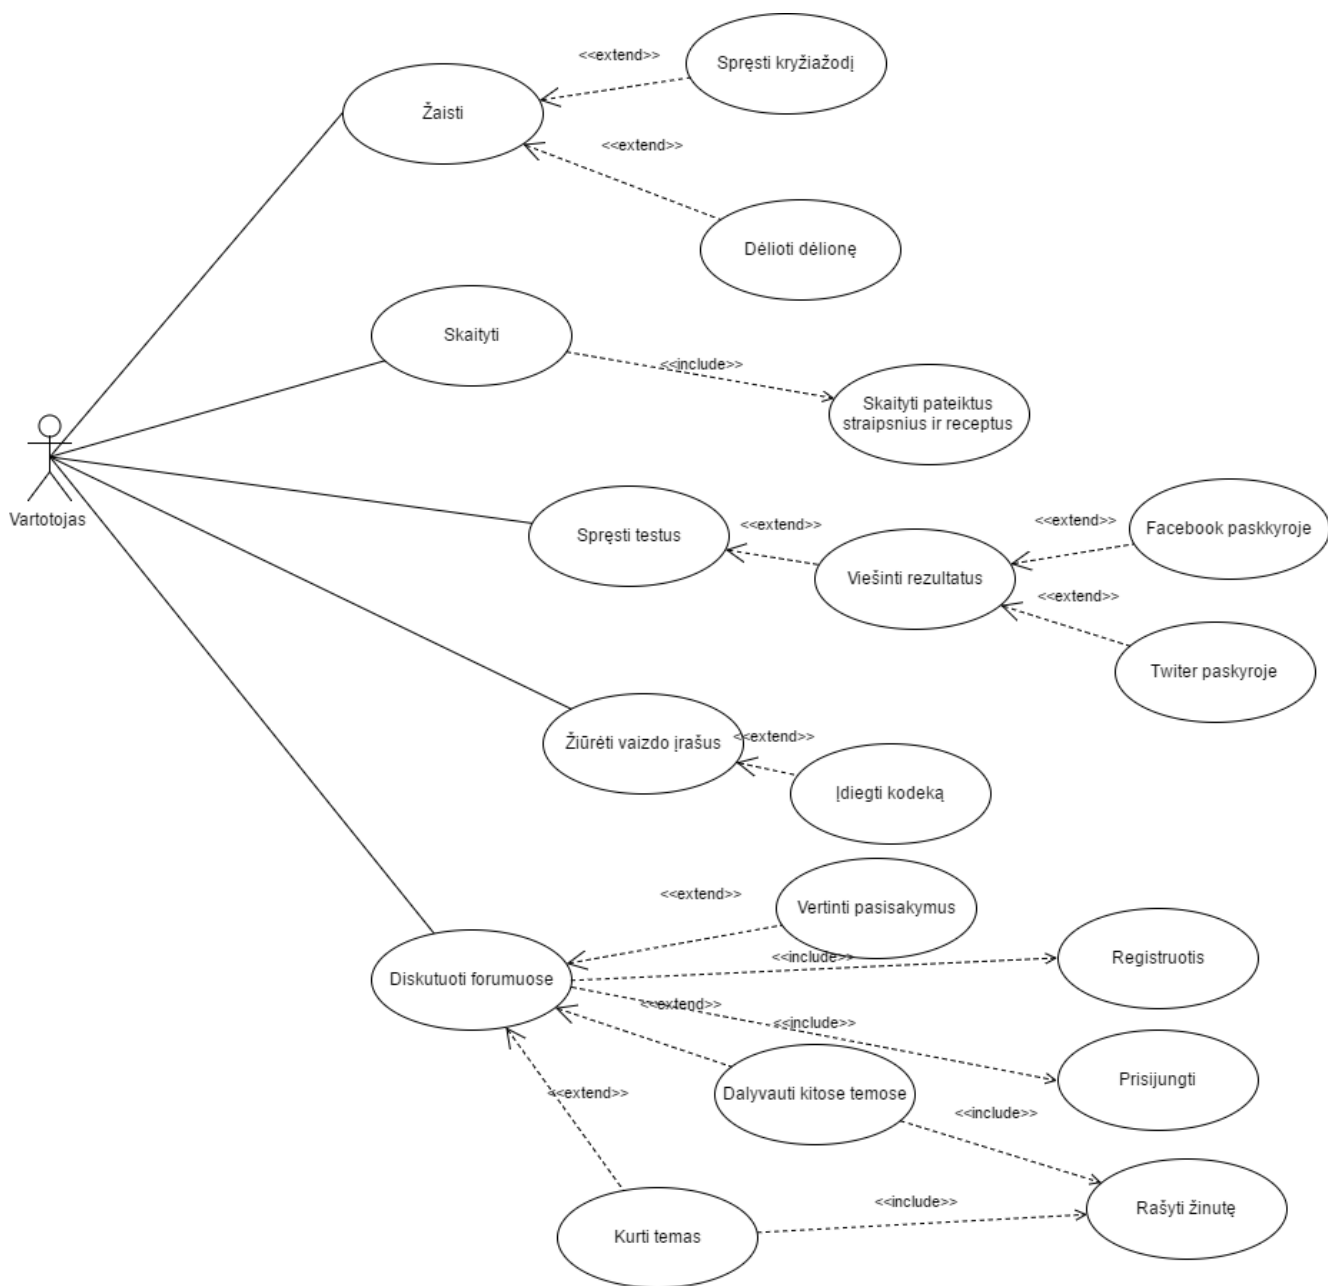 <<extend>>
Spręsti kryžiažodį
Žaisti
<<extend>>
Dėlioti dėlionę
Skaityti
<<include>>
Skaityti pateiktus
straipsnius ir receptus
Vartotojas
Spręsti testus
<<extend>>
Viešinti rezultatus
<<extend>>
Facebook paskkyroje
<<extend>>
Twiter paskyroje
Žiūrėti vaizdo įrašus
<<extend>>
Įdiegti kodeką
<<extend>>
Vertinti pasisakymus
<<include>>
Registruotis
Diskutuoti forumuose
<<extend>>
<<include>>
Prisijungti
<<extend>>
Dalyvauti kitose temose
<<include>>
Kurti temas
<<include>>
Rašyti žinutę